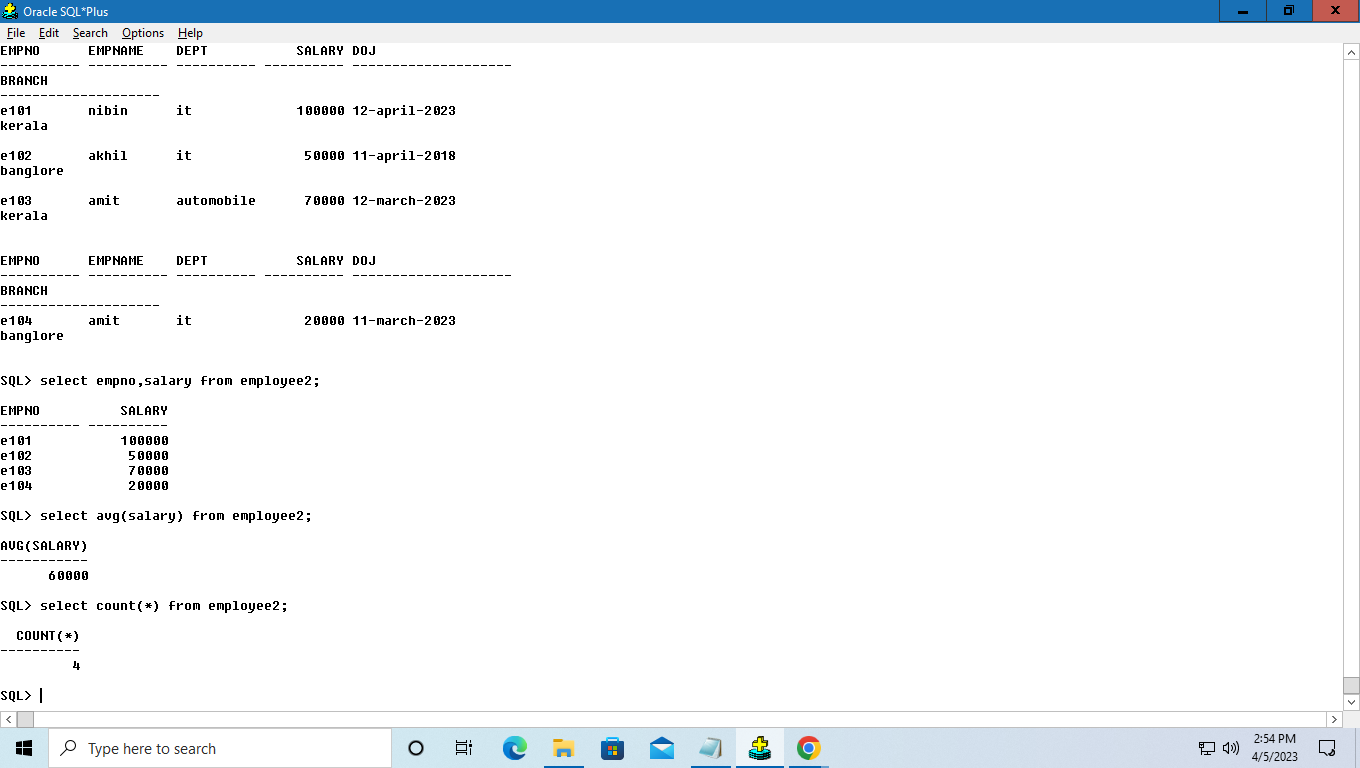 Oracle SQL*Plus
File Edit Search Options Help
EMPNO EMPNAME DEPT SALARY DOJ
---------- ---------- ---------- ---------- --------------------
BRANCH
--------------------
e101 nibin it 100000 12-april-2023
kerala
e102 akhil it 50000 11-april-2018
banglore
e103 amit automobile 70000 12-march-2023
kerala
EMPNO EMPNAME DEPT SALARY DOJ
---------- ---------- ---------- ---------- --------------------
BRANCH
--------------------
e104 amit it 20000 11-march-2023
banglore
SQL> select empno,salary from employee2;
EMPNO SALARY
---------- ----------
e101 100000
e102 50000
e103 70000
e104 20000
SQL> select avg(salary) from employee2;
AVG(SALARY)
-----------
60000
SQL> select count(*) from employee2;
COUNT(*)
----------
4
SQL>
Type here to search
2:54 PM
4/5/2023